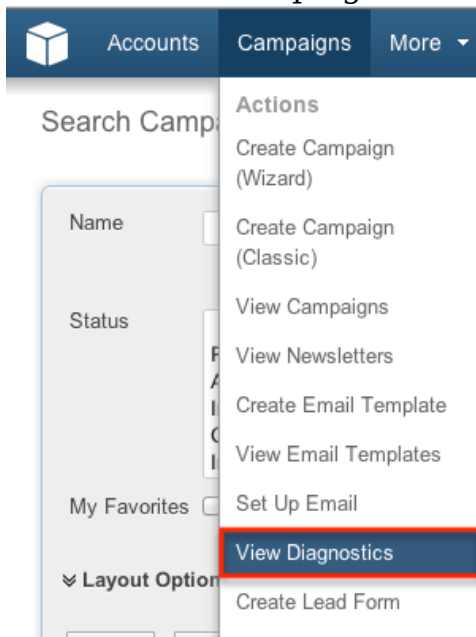 Accounts Campaigns More
Search Camp
Actions
Create Campaign
(Wizard)
Name
Create Campaign
(Classic)
Status
View Campaigns
View Newsletters
Create Email Template
View Email Templates
My Favorites
Set Up Email
View Diagnostics
Layout Option
Create Lead Form